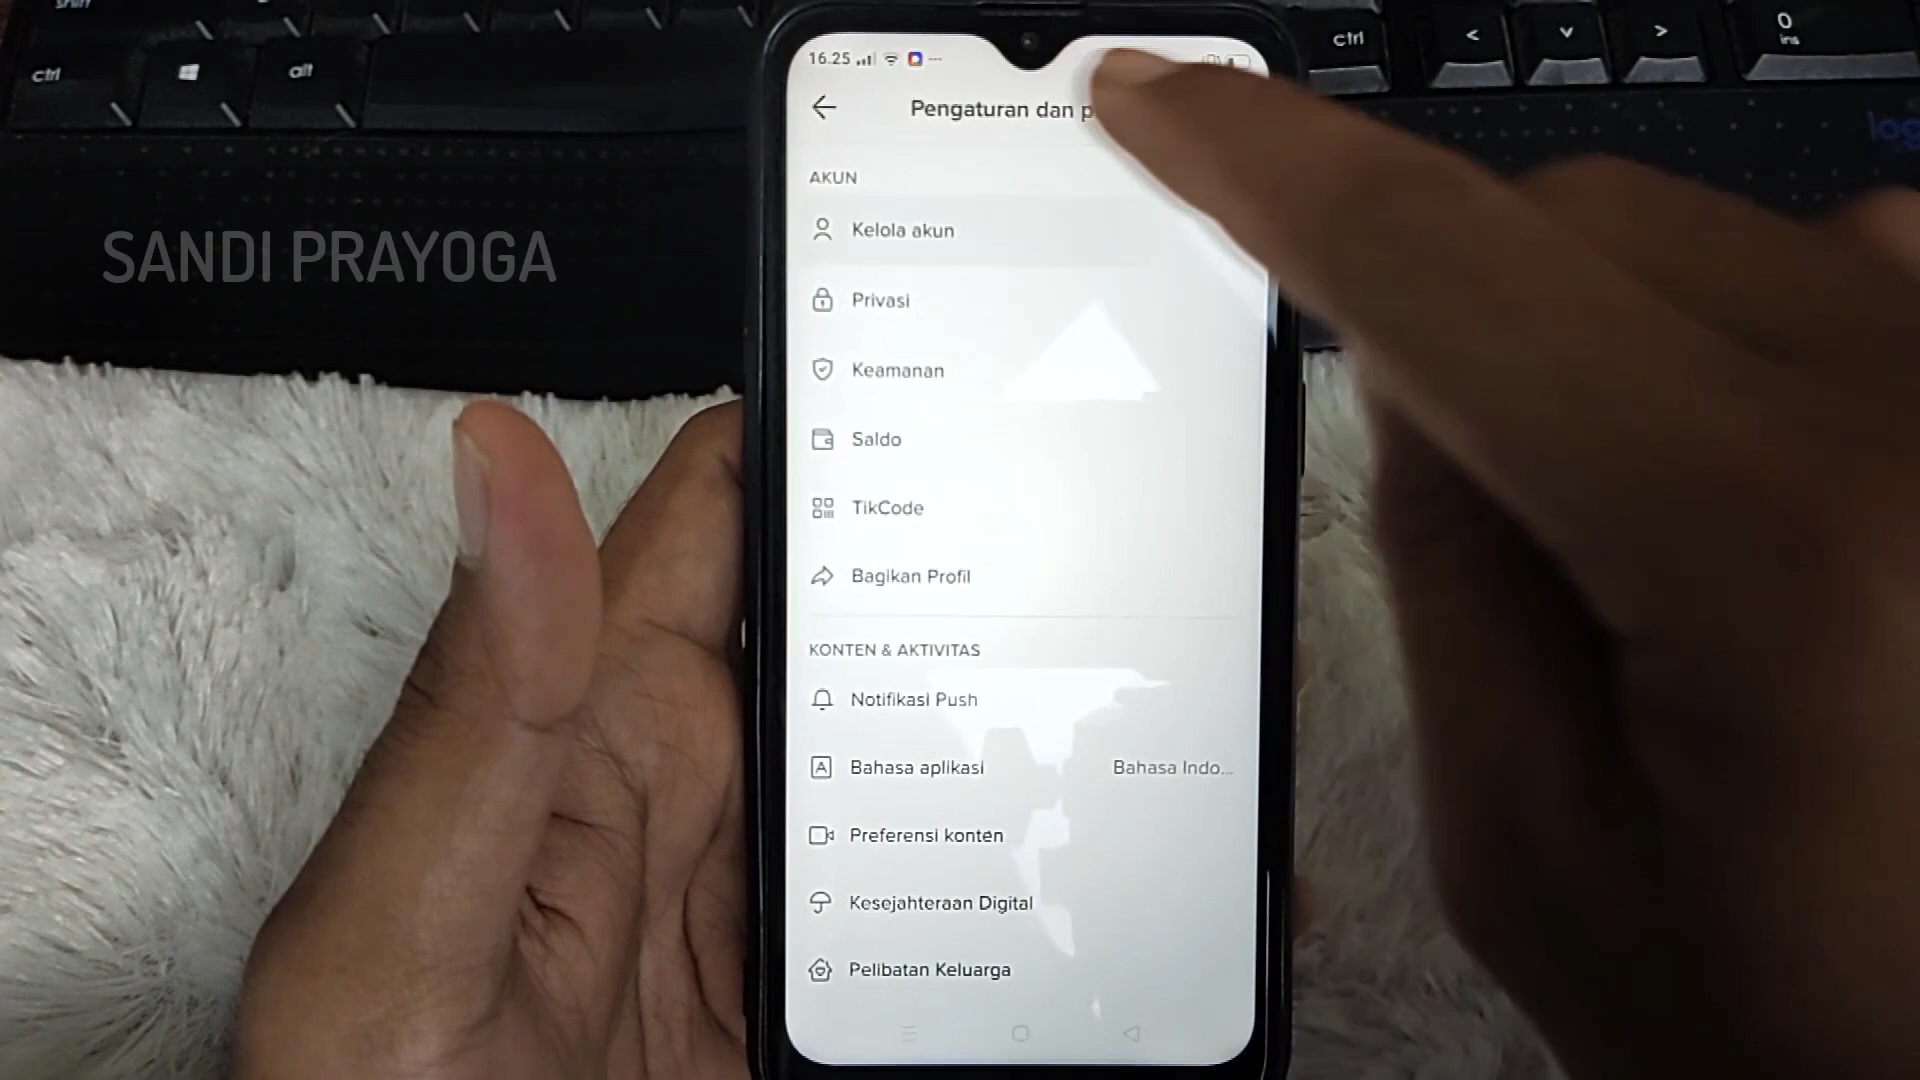 shift
ctrl
alt
ctrl
<
v
>
0
ins
SANDI PRAYOGA
16.25
Pengaturan dan
AKUN
Kelola akun
Privasi
Keamanan
Saldo
TikCode
Bagikan Profil
KONTEN & AKTIVITAS
Notifikasi Push
Bahasa aplikasi
Bahasa Indo...
Preferensi konten
Kesejahteraan Digital
Pelibatan Keluarga